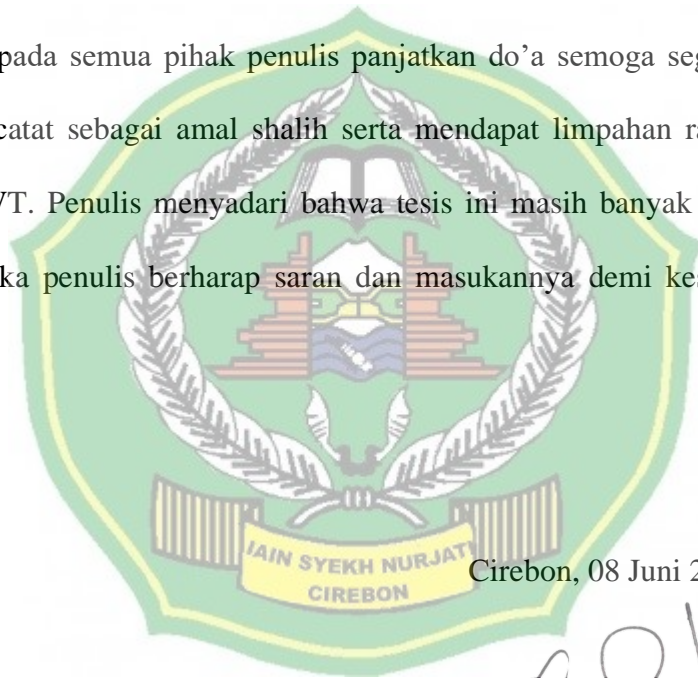 pada semua pihak penulis panjatkan do’a semoga seg
catat sebagai amal shalih serta mendapat limpahan ra
VT. Penulis menyadari bahwa tesis ini masih banyak
ka penulis berharap saran dan masukannya demi kes
IAIN SYEKH NURJATI
CIREBON
Cirebon, 08 Juni 2